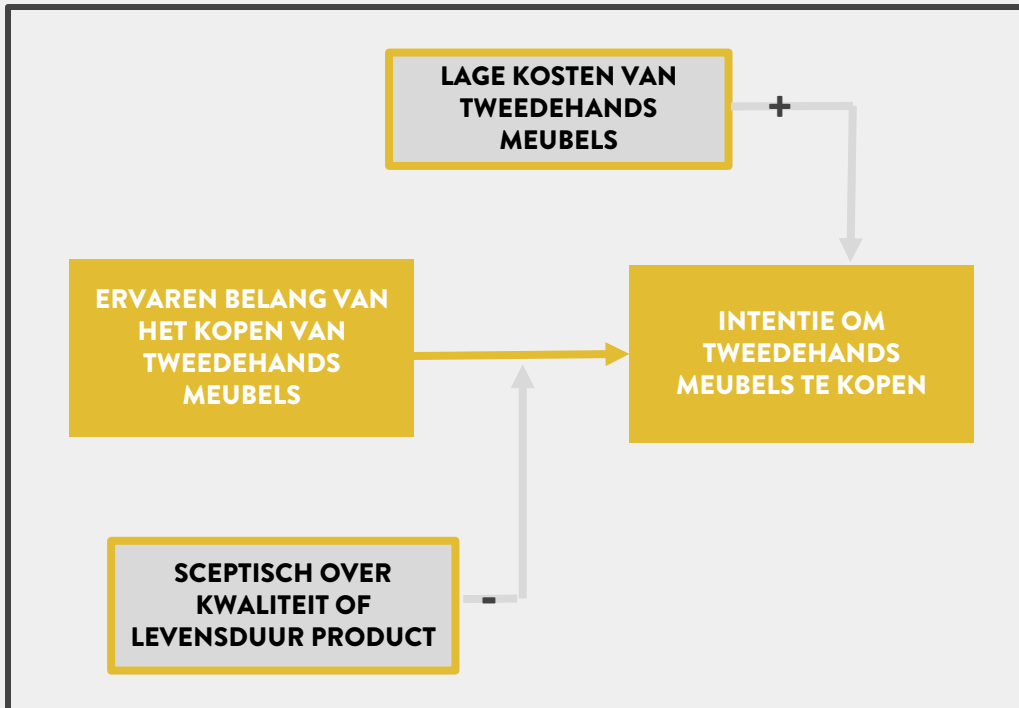 LAGE KOSTEN VAN
TWEEDEHANDS
MEUBELS
+
ERVAREN BELANG VAN
HET KOPEN VAN
TWEEDEHANDS
MEUBELS
INTENTIE OM
TWEEDEHANDS
MEUBELS TE KOPEN
SCEPTISCH OVER
KWALITEIT OF
LEVENSDUUR PRODUCT
-